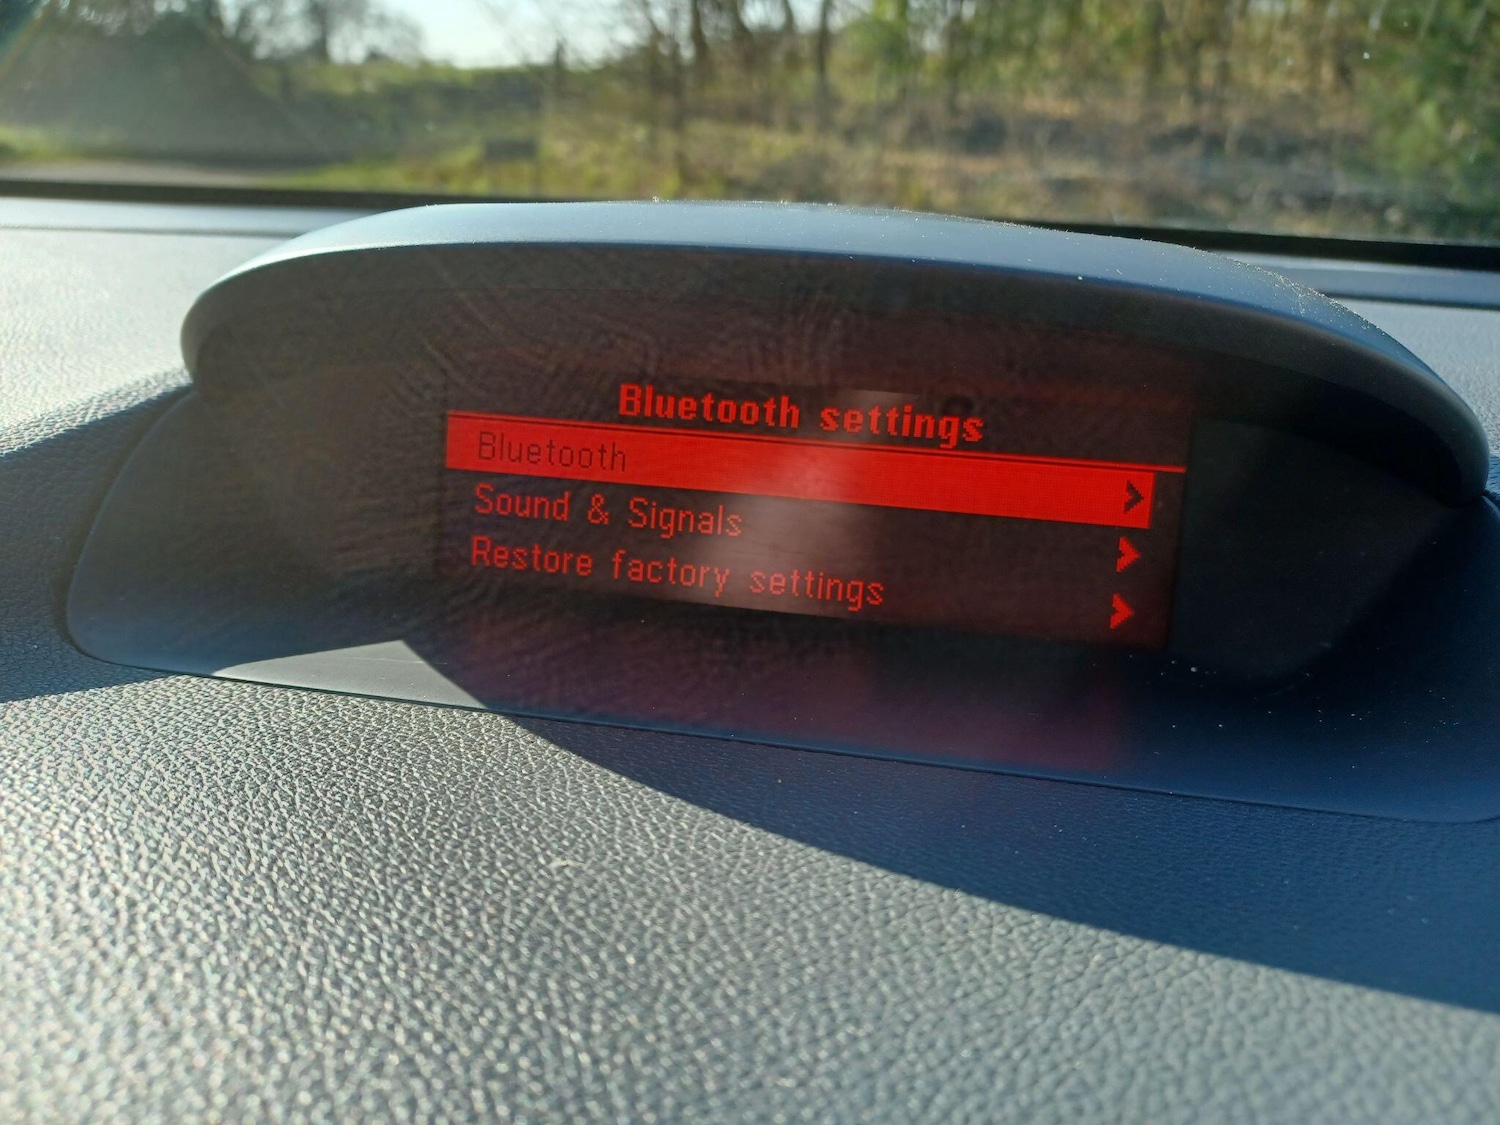 Bluetooth settings
Bluetooth
Sound & Signals
Restore factory settings